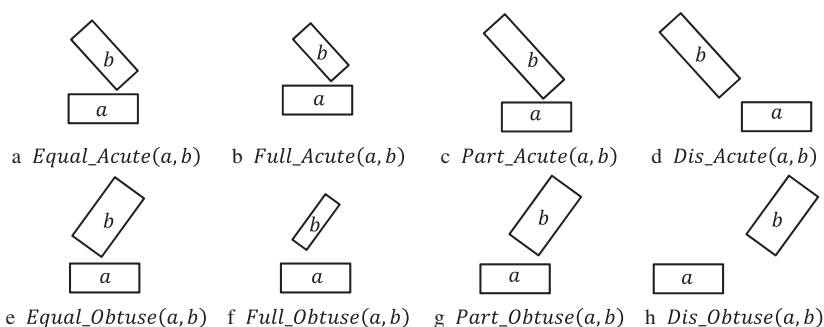 b b b b
a a a a
a Equal_Acute(a, b) b Full_Acute(a, b) c Part_Acute(a, b) d Dis_Acute(a, b)
b b b b
a a a a
e Equal_Obtuse(a, b) f Full_Obtuse(a, b) g Part_Obtuse(a, b) h Dis_Obtuse(a, b)